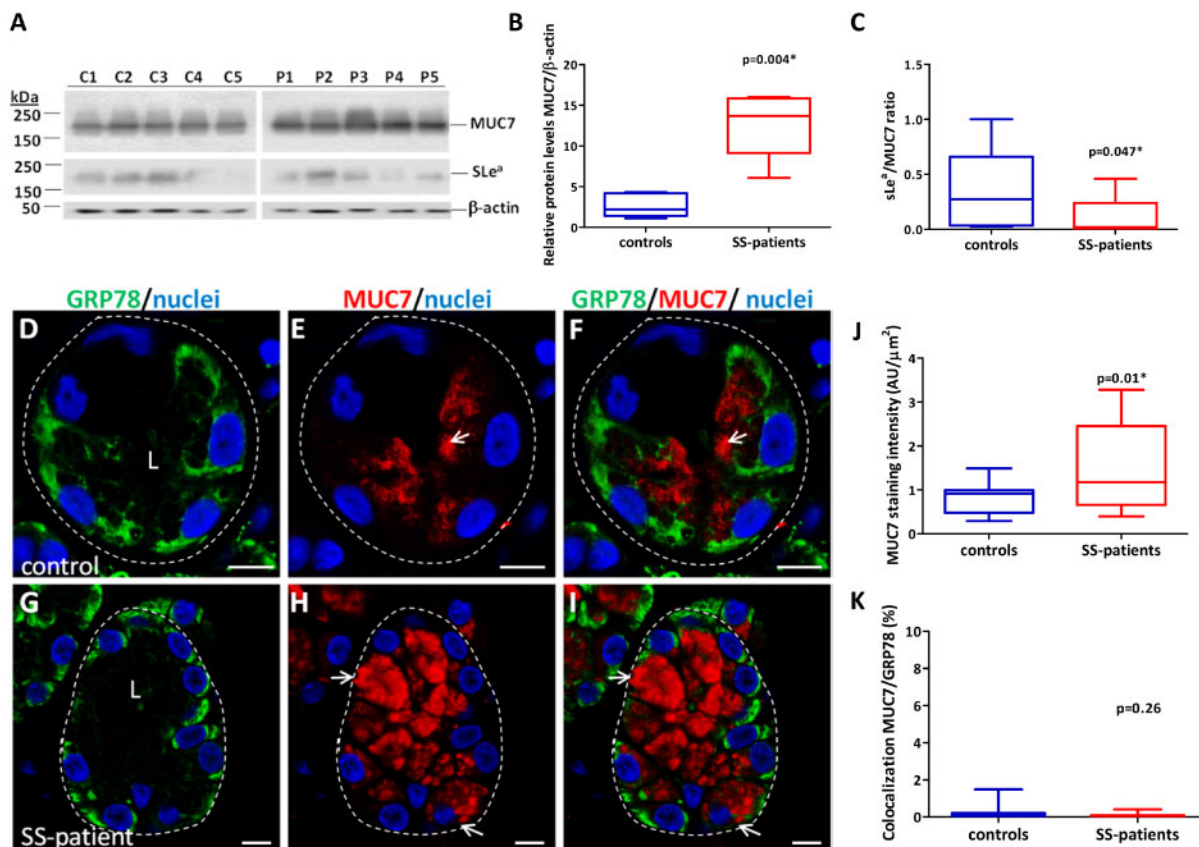 A
C1 C2 C3 C4 C5 P1 P2 P3 P4 P5
kDa
250
150
MUC7
250
150
SLeᵃ
50
β-actin
B
Relative protein levels MUC7/β-actin
20
15
10
5
0
p=0.004*
controls
SS-patients
C
sLeᵃ/MUC7 ratio
1.5
1.0
0.5
0.0
p=0.047*
controls
SS-patients
GRP78/nuclei
MUC7/nuclei
GRP78/MUC7/ nuclei
D
L
control
E
F
G
L
SS-patient
H
I
J
MUC7 staining intensity (AU/μm²)
4
3
2
1
0
p=0.01*
controls
SS-patients
K
Colocalization MUC7/GRP78 (%)
10
8
6
4
2
0
p=0.26
controls
SS-patients